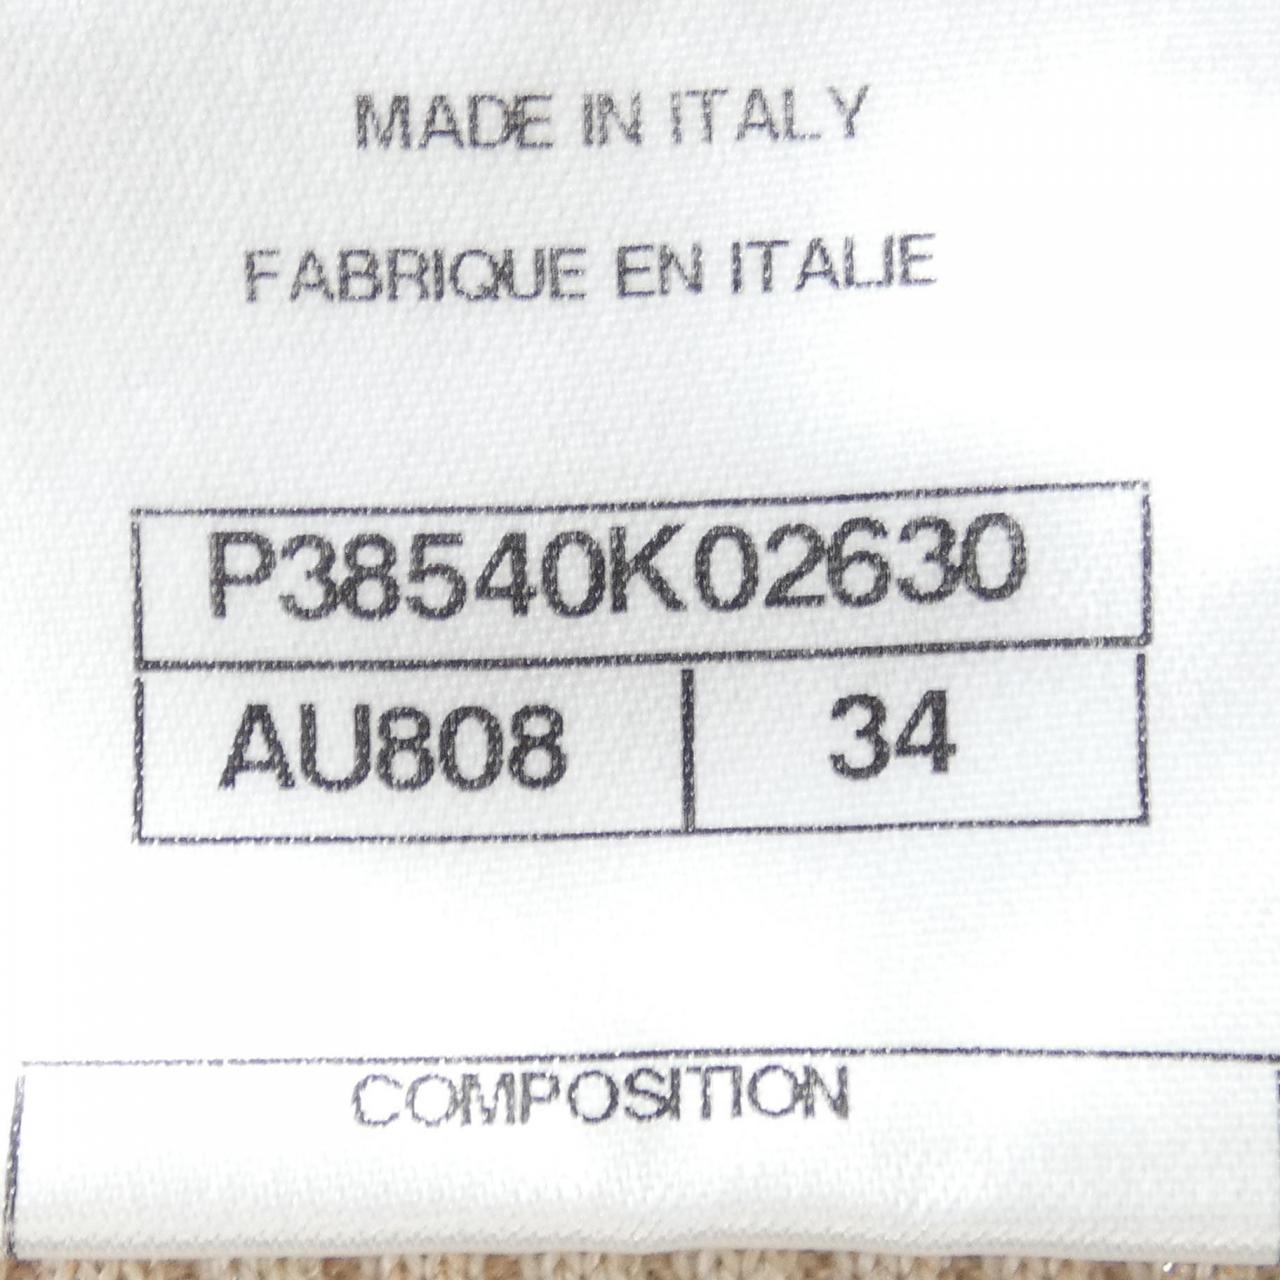 MADE IN ITALY
FABRIQUE EN ITALIE
P38540K02630
AU808 34
COMPOSITION